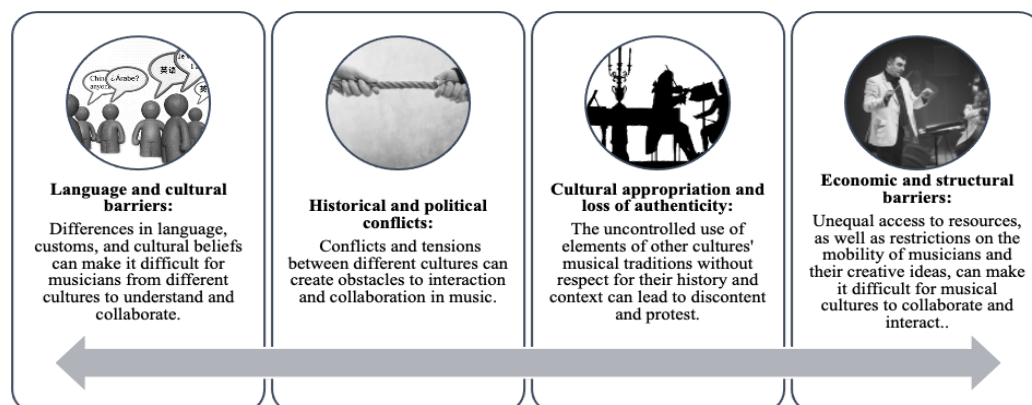 Chin
anyon
¿Arabe?
英语
Language and cultural
barriers:
Differences in language,
customs, and cultural beliefs
can make it difficult for
musicians from different
cultures to understand and
collaborate.
Historical and political
conflicts:
Conflicts and tensions
between different cultures can
create obstacles to interaction
and collaboration in music.
Cultural appropriation and
loss of authenticity:
The uncontrolled use of
elements of other cultures'
musical traditions without
respect for their history and
context can lead to discontent
and protest.
Economic and structural
barriers:
Unequal access to resources,
as well as restrictions on the
mobility of musicians and
their creative ideas, can make
it difficult for musical
cultures to collaborate and
interact..